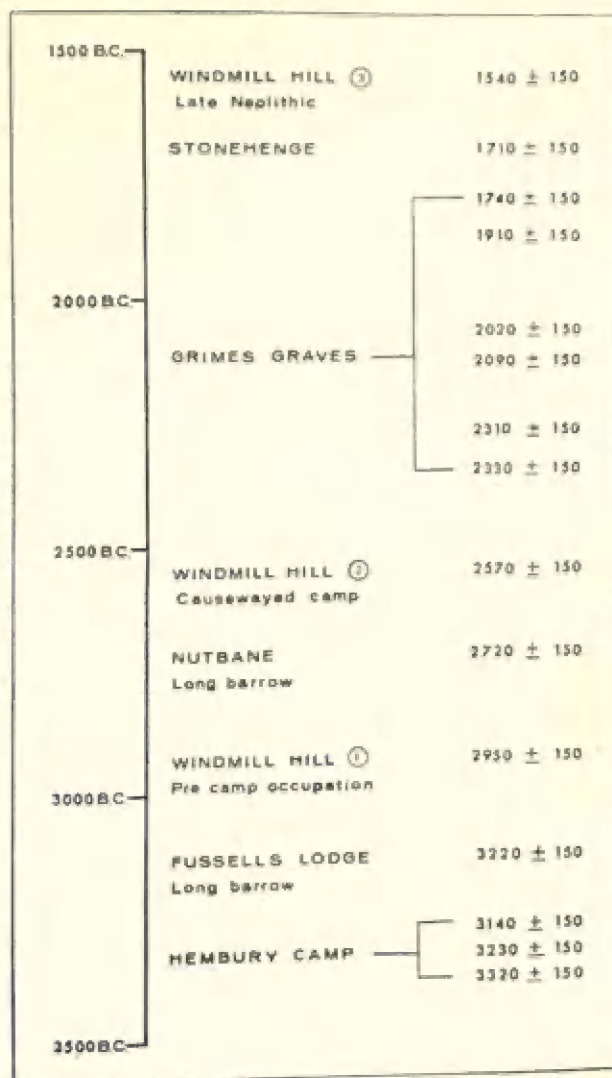 1500 B.C.
WINDMILL HILL ③ 1540 ± 150
Late Neolithic
STONEHENGE 1710 ± 150
1740 ± 150
1910 ± 150
2000 B.C.
2020 ± 150
GRIMES GRAVES 2090 ± 150
2310 ± 150
2330 ± 150
2500 B.C.
WINDMILL HILL ② 2570 ± 150
Causewayed camp
NUTBANE 2720 ± 150
Long barrow
WINDMILL HILL ① 2950 ± 150
Pre camp occupation
3000 B.C.
FUSSELLS LODGE 3220 ± 150
Long barrow
3140 ± 150
HEMBURY CAMP 3230 ± 150
3320 ± 150
3500 B.C.